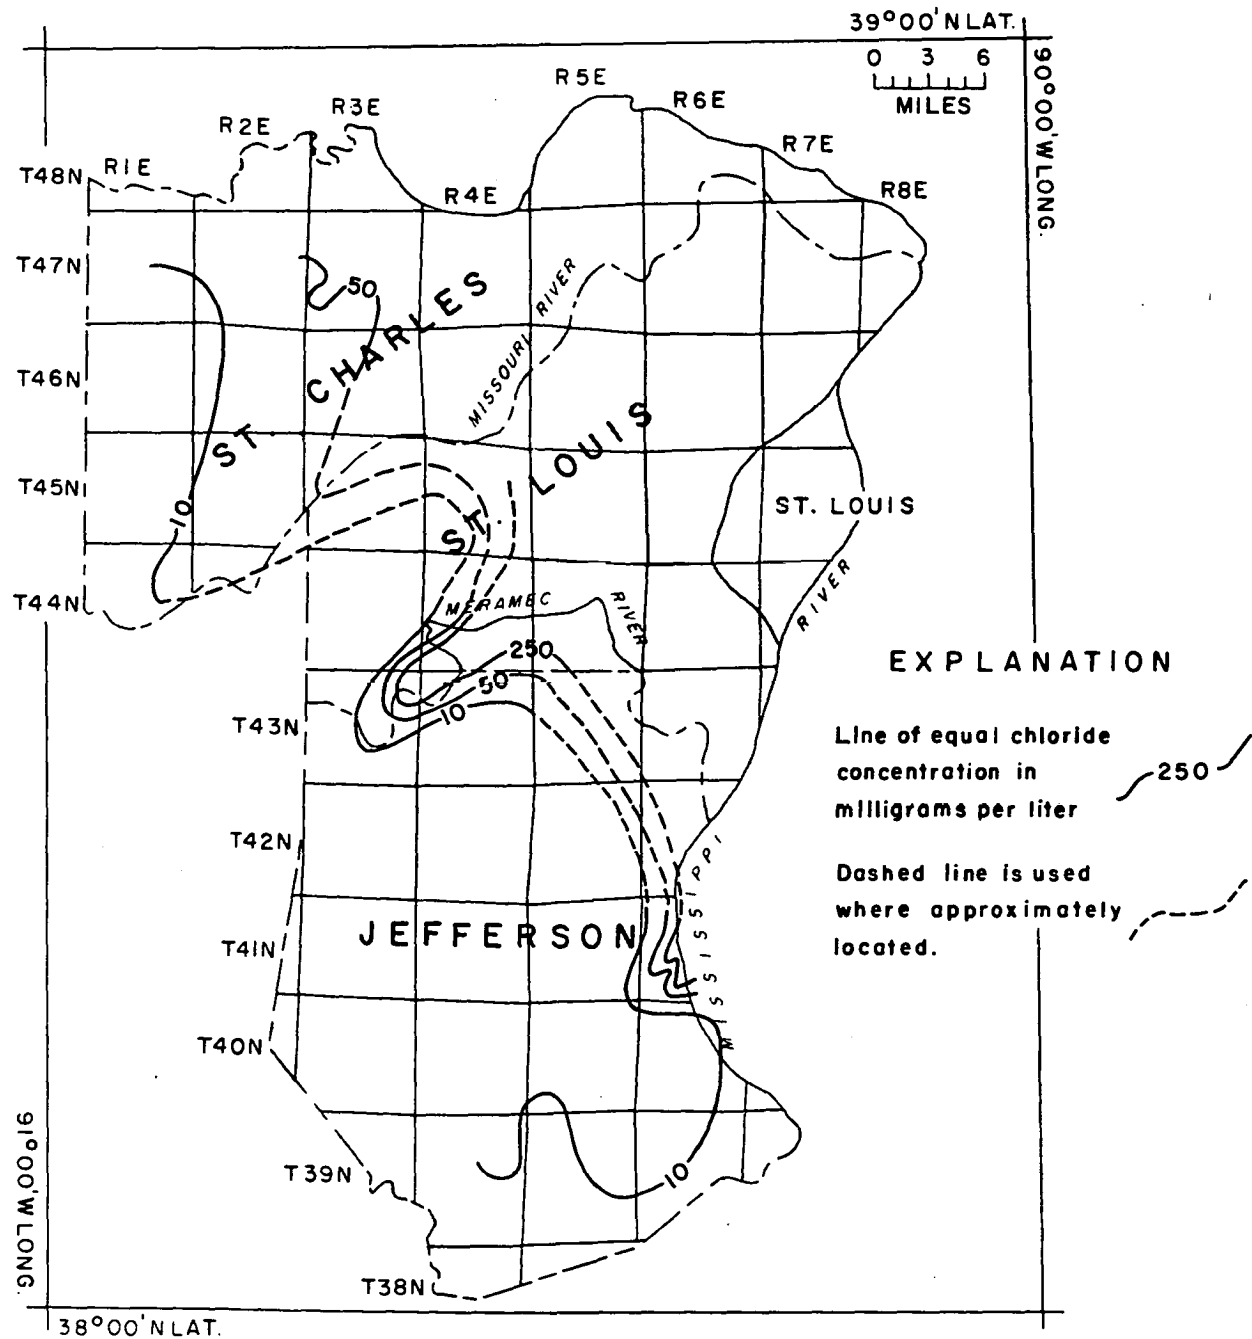 39°00'N LAT.
0 3 6
MILES
90°00'W LONG.
R5E
R6E
R3E
R2E
R7E
R1E
T48N
R4E
R8E
T47N
50
ST. CHARLES
MISSOURI RIVER
T46N
ST. LOUIS
T45N
10
ST. LOUIS
T44N
MERAMEC RIVER
RIVER
250
50
10
T43N
EXPLANATION
Line of equal chloride
concentration in
milligrams per liter
250
T42N
MISSISSIPPI
Dashed line is used
where approximately
located.
JEFFERSON
T41N
T40N
91°00'W LONG.
T39N
10
T38N
38°00'N LAT.